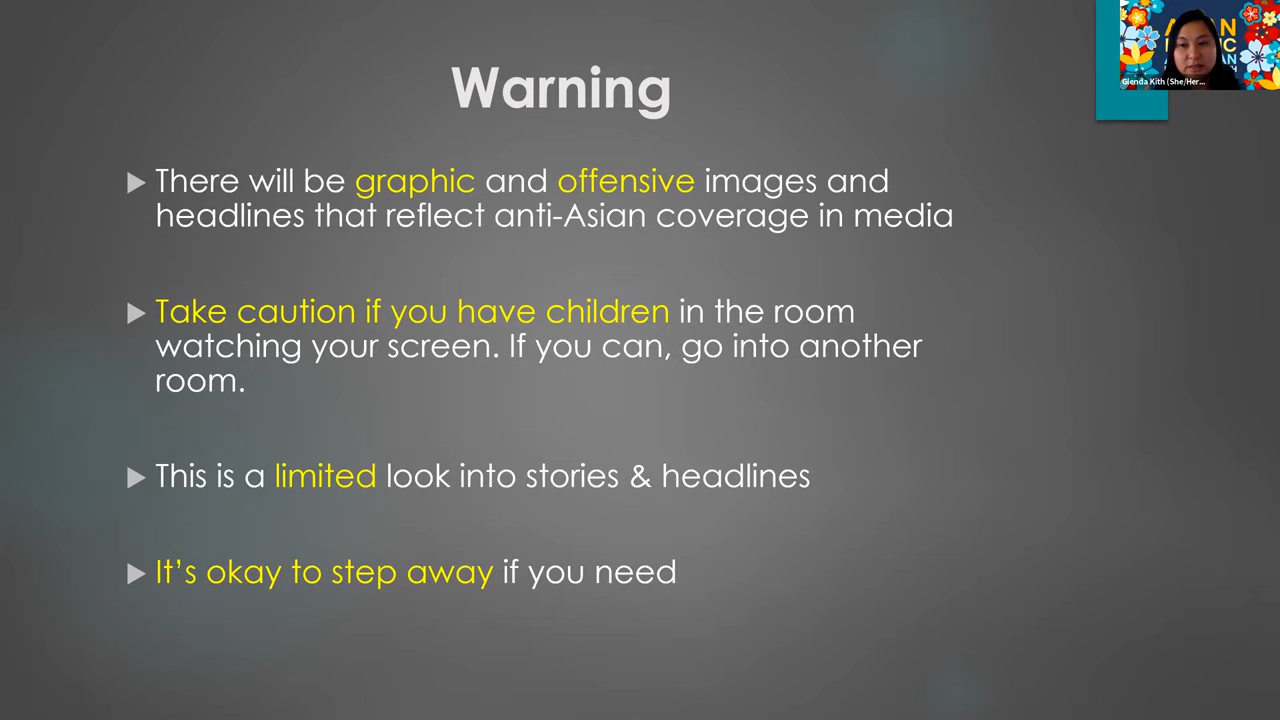 Warning
There will be graphic and offensive images and
headlines that reflect anti-Asian coverage in media
Take caution if you have children in the room
watching your screen. If you can, go into another
room.
This is a limited look into stories & headlines
It's okay to step away if you need
Glenda Kith (She/Her...